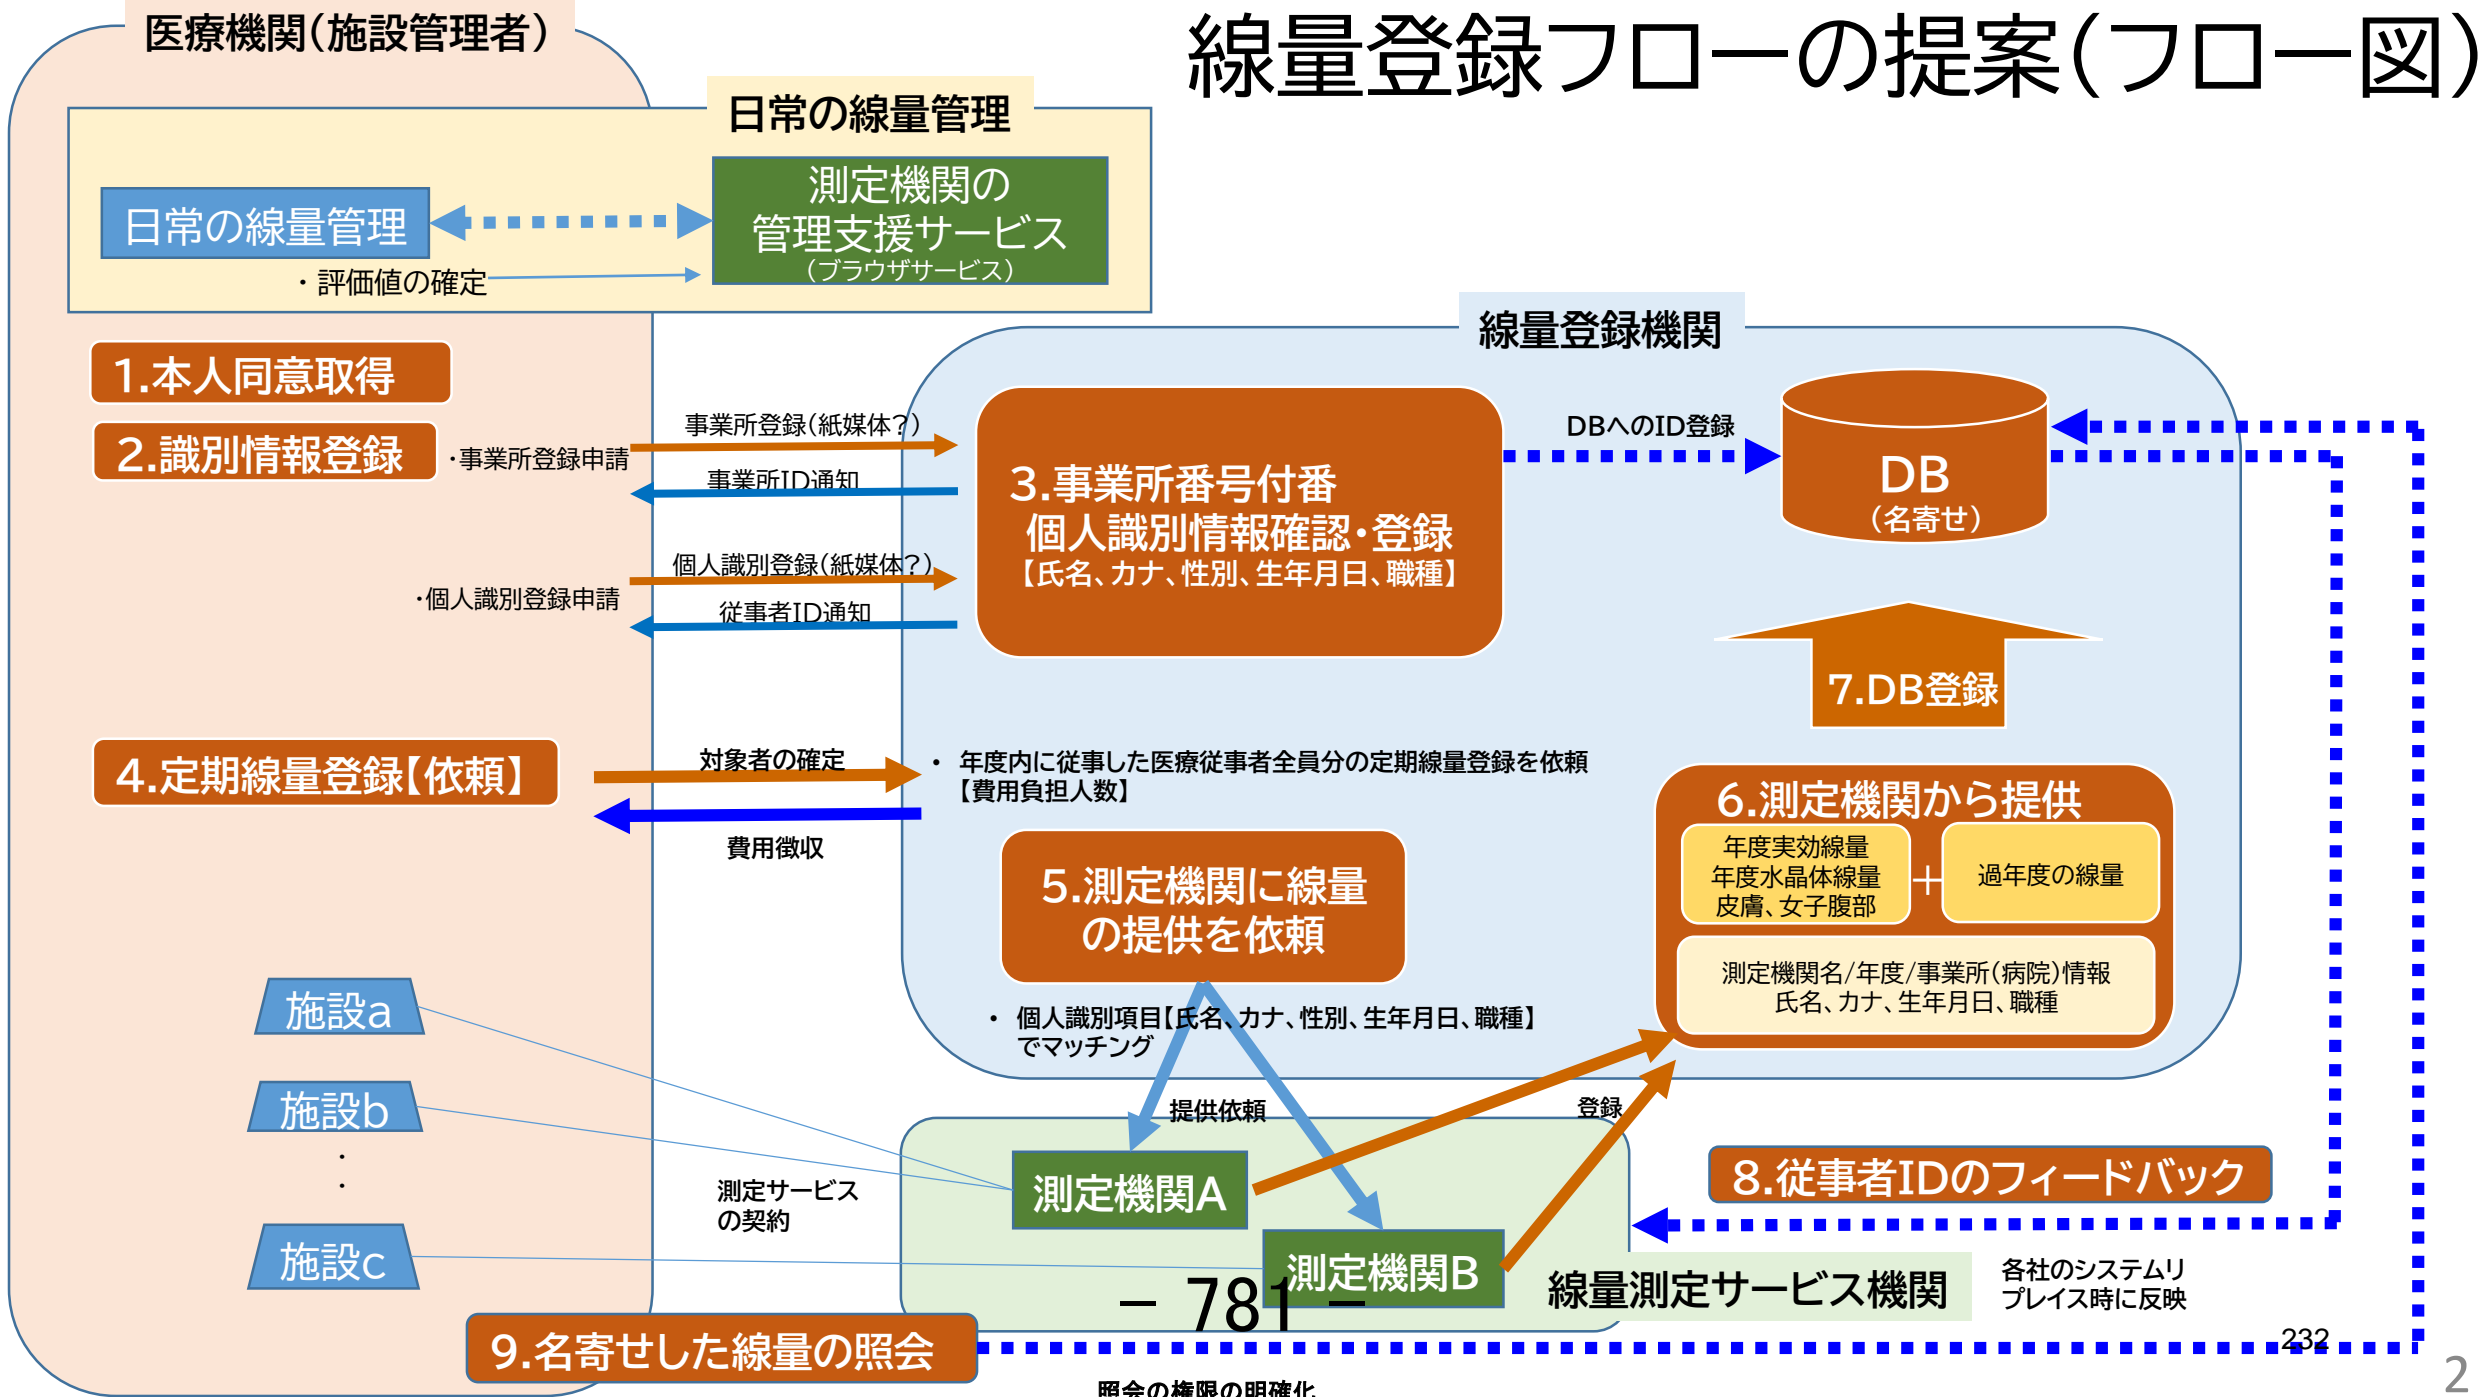 線量登録フローの提案（フロー図）
医療機関（施設管理者）
日常の線量管理
日常の線量管理
測定機関の
管理支援サービス
（ブラウザサービス）
・評価値の確定
1.本人同意取得
2.識別情報登録
・事業所登録申請
事業所登録（紙媒体？）
事業所ID通知
個人識別登録（紙媒体？）
・個人識別登録申請
従事者ID通知
線量登録機関
3.事業所番号付番
個人識別情報確認・登録
【氏名、カナ、性別、生年月日、職種】
DBへのID登録
DB
（名寄せ）
7.DB登録
4.定期線量登録【依頼】
対象者の確定
費用徴収
・ 年度内に従事した医療従事者全員分の定期線量登録を依頼
【費用負担人数】
5.測定機関に線量
の提供を依頼
・ 個人識別項目【氏名、カナ、性別、生年月日、職種】
でマッチング
6.測定機関から提供
年度実効線量
年度水晶体線量
皮膚、女子腹部
＋
過年度の線量
測定機関名/年度/事業所（病院）情報
氏名、カナ、生年月日、職種
施設a
施設b
・
・
施設c
測定サービス
の契約
提供依頼
登録
測定機関A
測定機関B
線量測定サービス機関
8.従事者IDのフィードバック
各社のシステムリ
プレイス時に反映
9.名寄せした線量の照会
照会の権限の明確化
－ 781 －
232
2